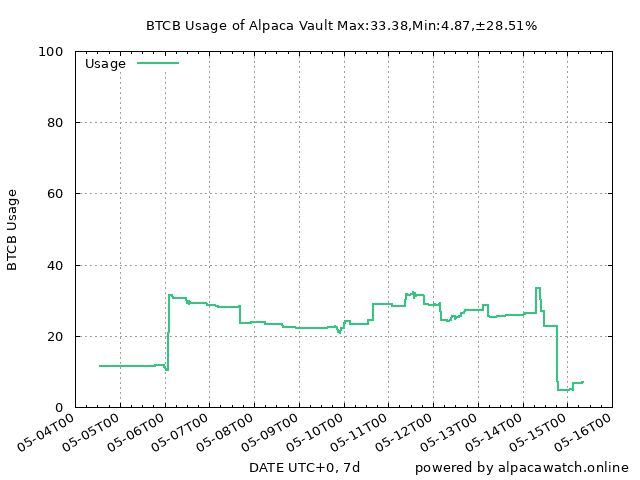 BTCB Usage of Alpaca Vault Max:33.38,Min:4.87,±28.51%
Usage
100
80
60
40
20
0
BTCB Usage
05-04T00
05-05T00
05-06T00
05-07T00
05-08T00
05-09T00
05-10T00
05-11T00
05-12T00
05-13T00
05-14T00
05-15T00
05-16T00
DATE UTC+0, 7d
powered by alpacawatch.online